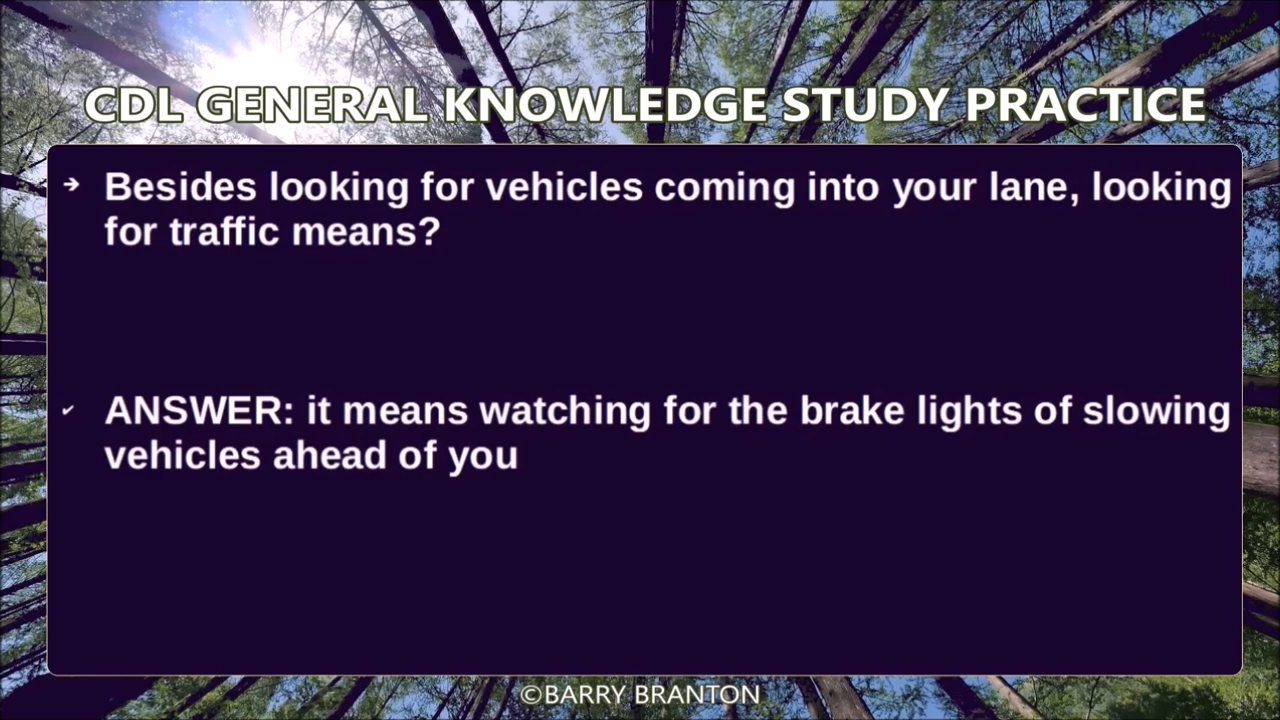 CDL GENERAL KNOWLEDGE STUDY PRACTICE
➔ Besides looking for vehicles coming into your lane, looking
for traffic means?
✔ ANSWER: it means watching for the brake lights of slowing
vehicles ahead of you
©BARRY BRANTON